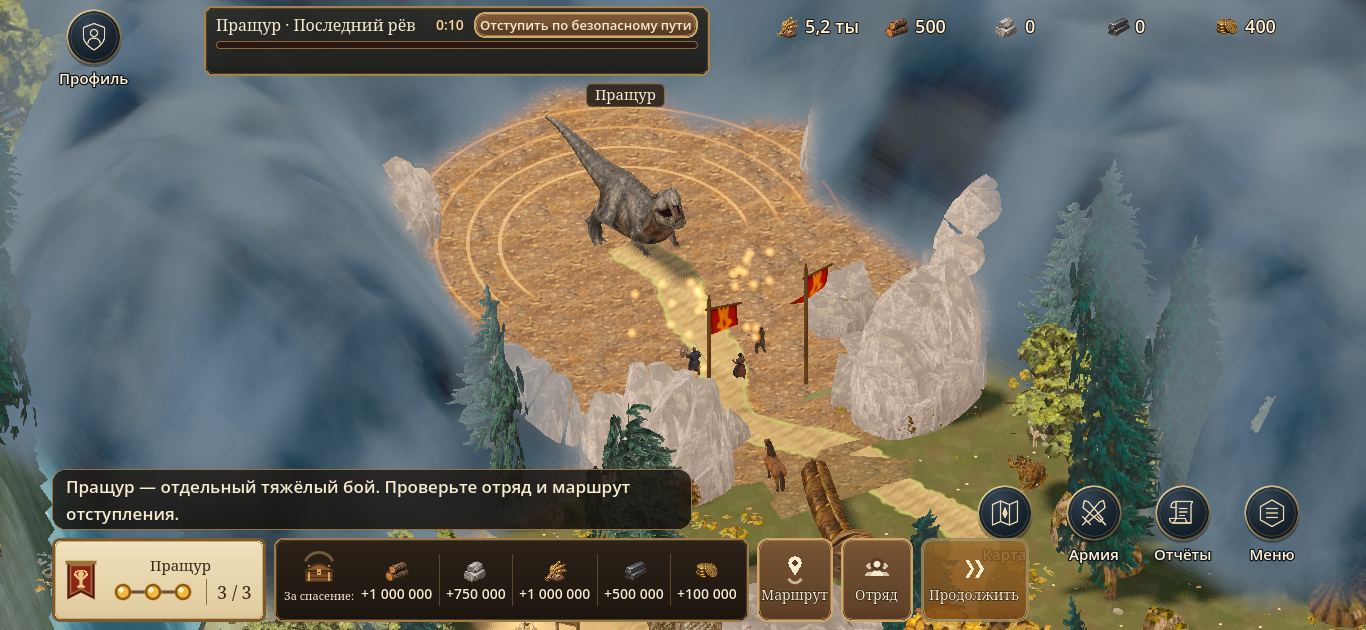 Профиль
Пращур · Последний рёв
0:10
Отступить по безопасному пути
5,2 ты
500
0
0
400
Пращур
Пращур — отдельный тяжёлый бой. Проверьте отряд и маршрут
отступления.
Карта
Армия
Отчёты
Меню
Пращур
3 / 3
За спасение:
+1 000 000
+750 000
+1 000 000
+500 000
+100 000
Маршрут
Отряд
Продолжить